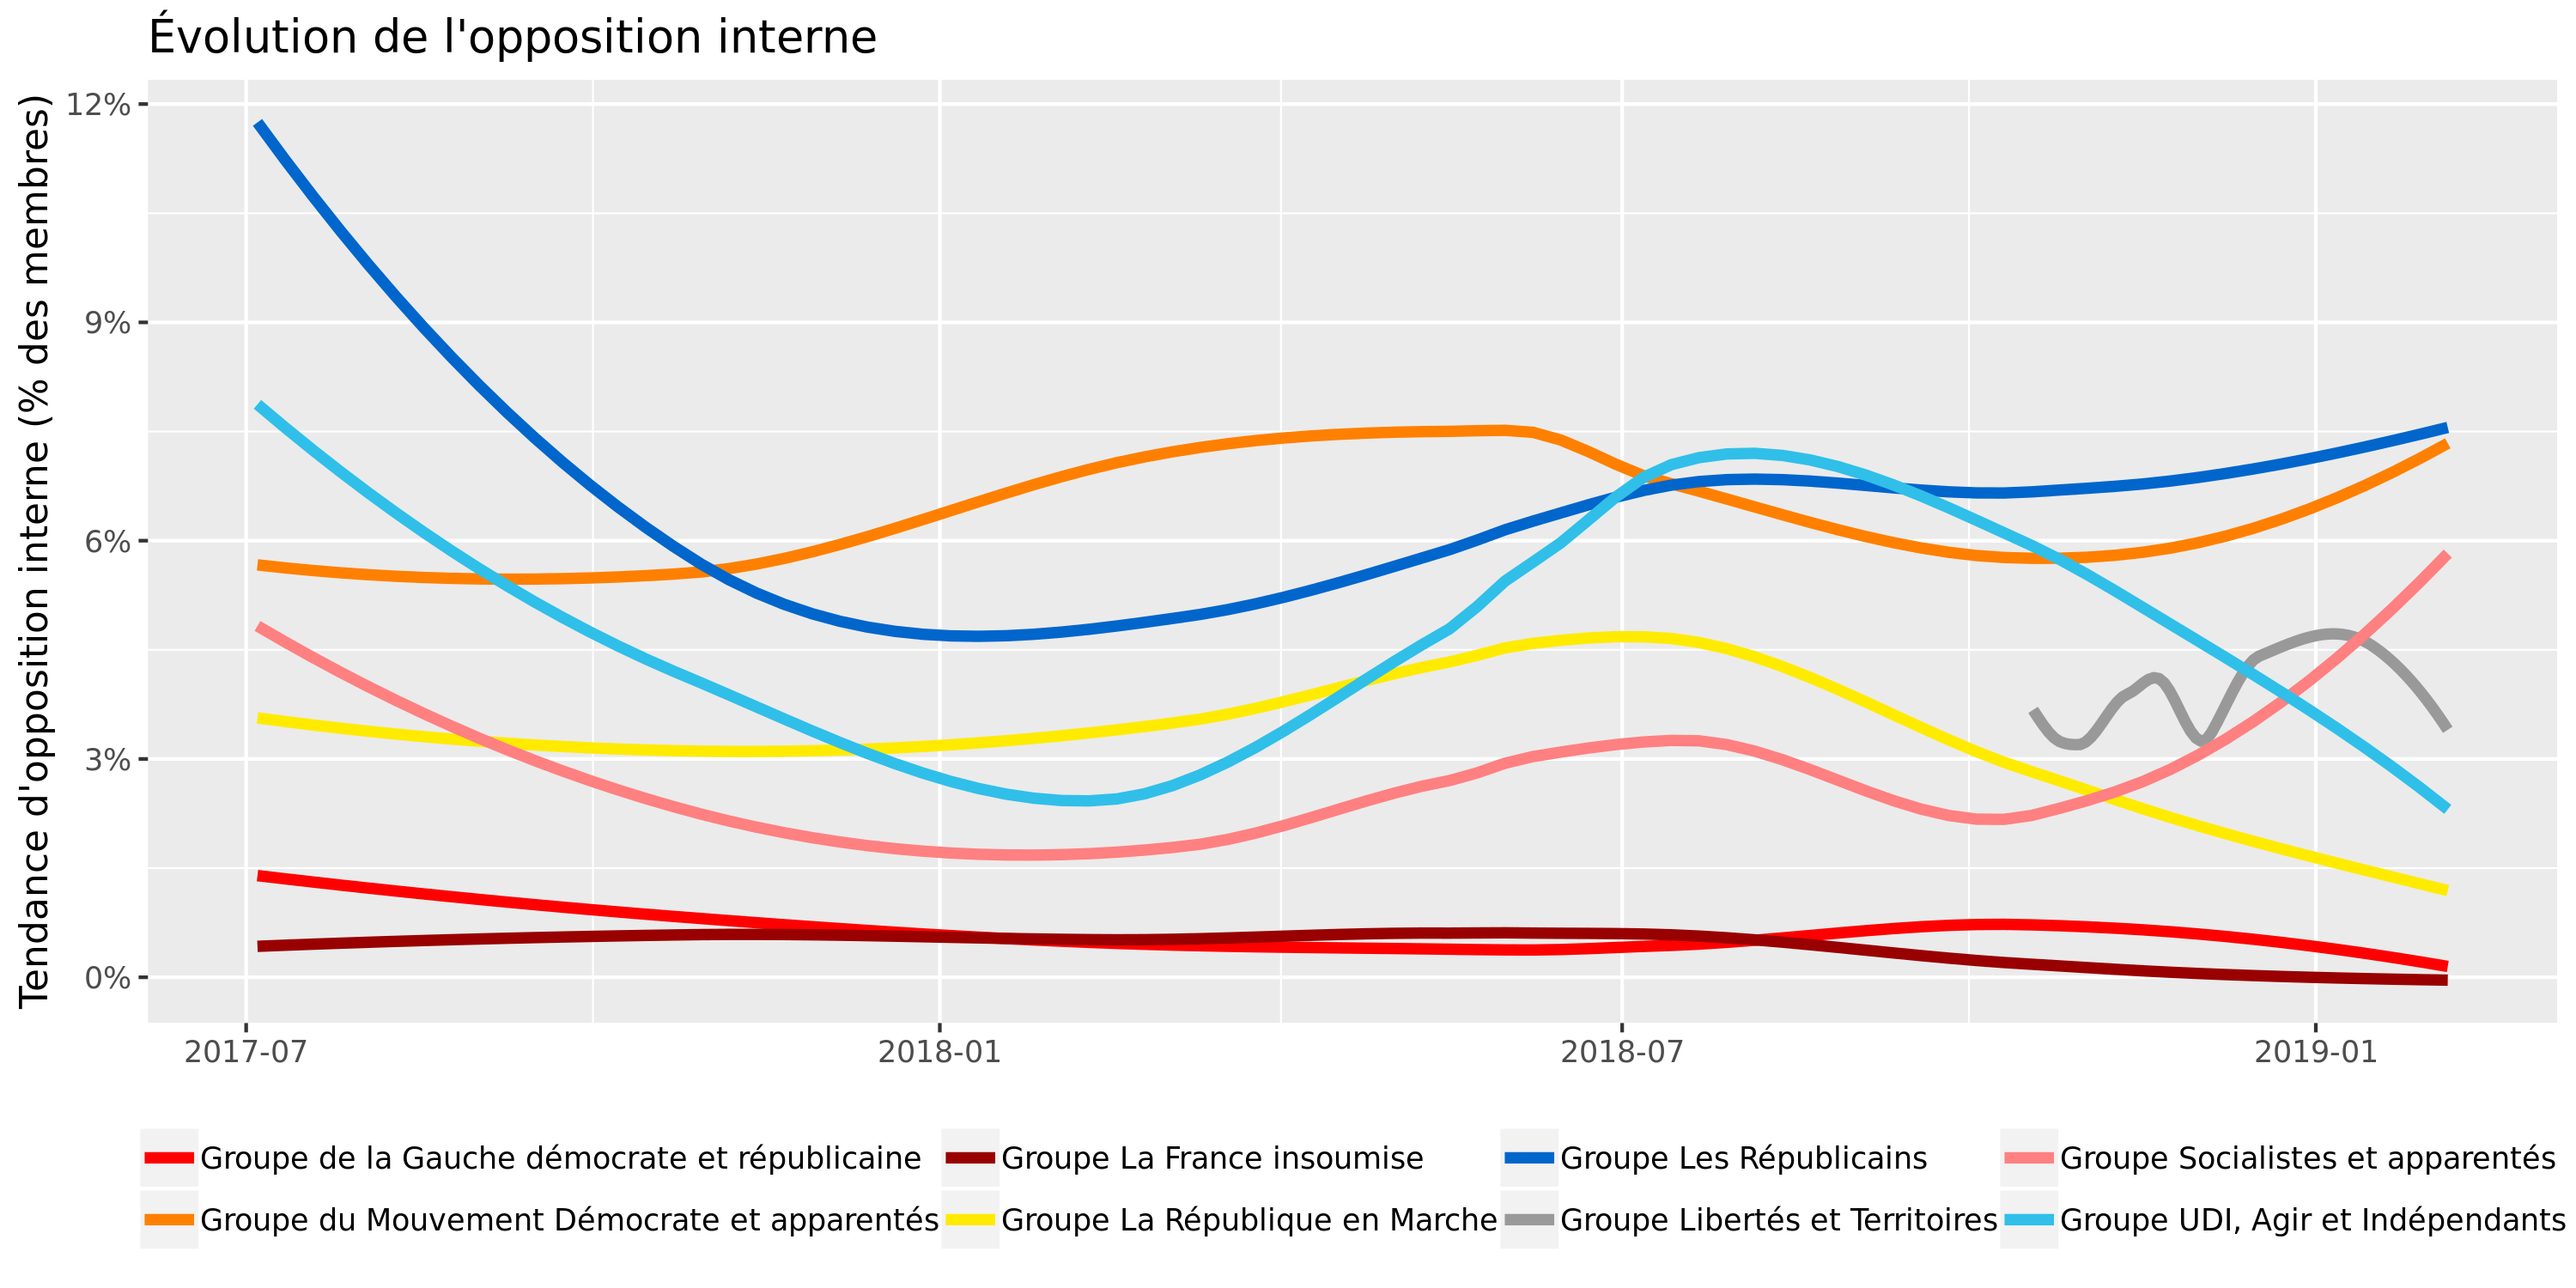 Évolution de l'opposition interne
Tendance d'opposition interne (% des membres)
12%
9%
6%
3%
0%
2017-07 2018-01 2018-07 2019-01
Groupe de la Gauche démocrate et républicaine Groupe La France insoumise Groupe Les Républicains Groupe Socialistes et apparentés
Groupe du Mouvement Démocrate et apparentés Groupe La République en Marche Groupe Libertés et Territoires Groupe UDI, Agir et Indépendants